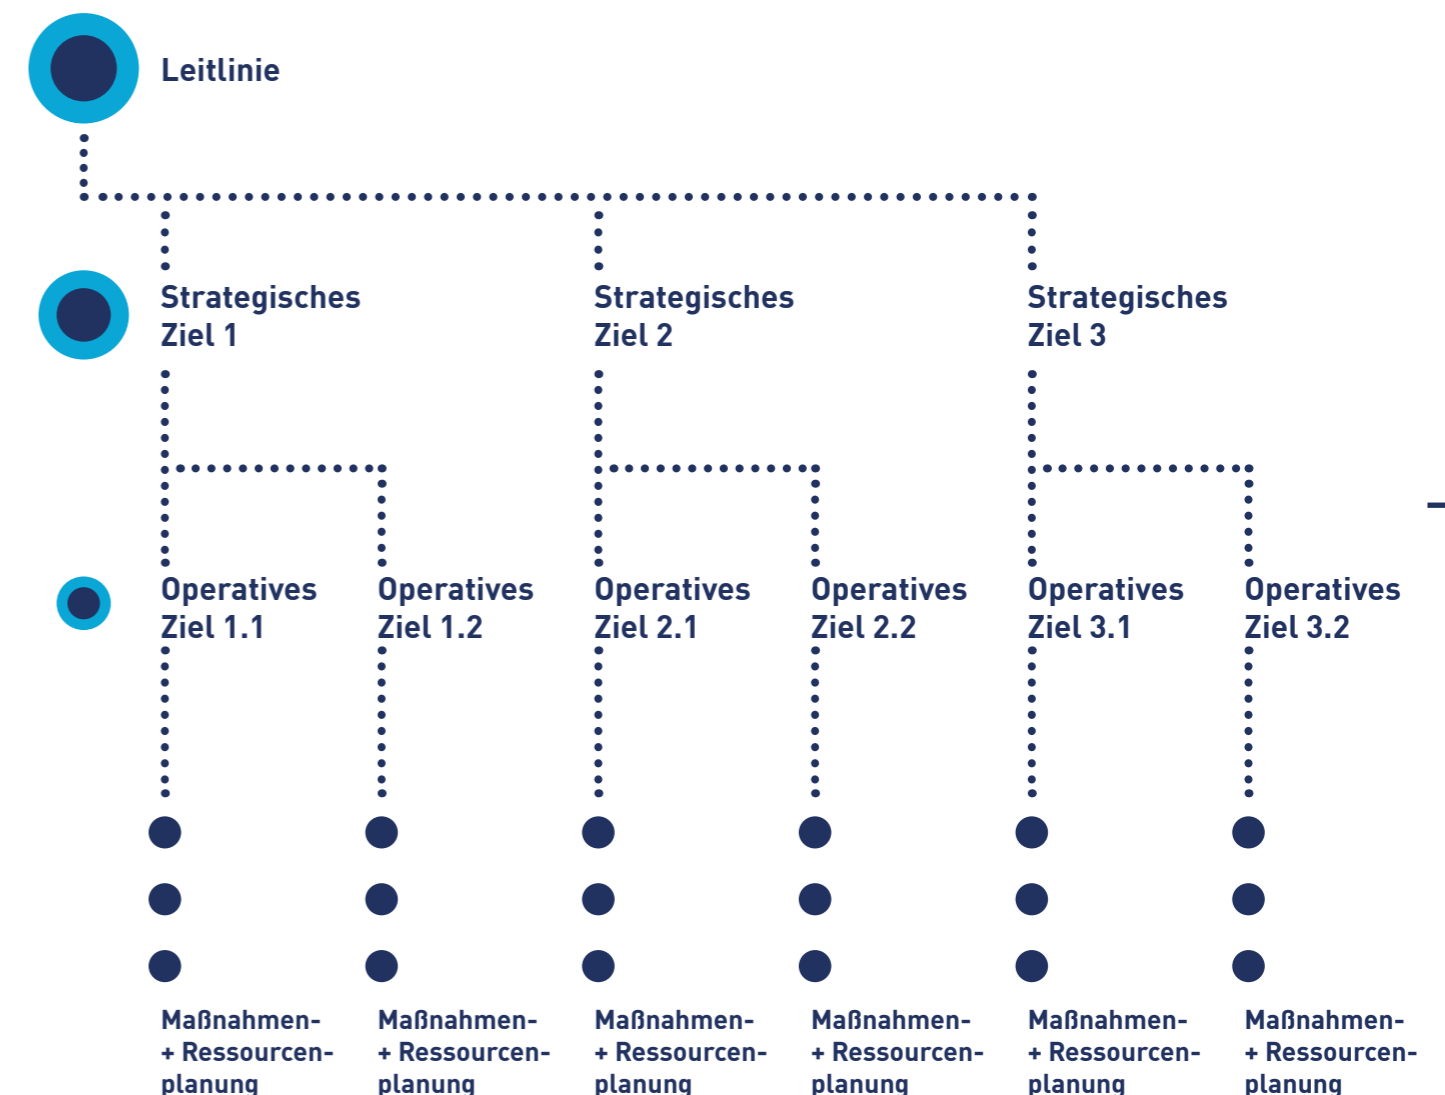 Leitlinie
Strategisches
Ziel 1
Strategisches
Ziel 2
Strategisches
Ziel 3
Operatives
Ziel 1.1
Operatives
Ziel 1.2
Operatives
Ziel 2.1
Operatives
Ziel 2.2
Operatives
Ziel 3.1
Operatives
Ziel 3.2
Maßnahmen-
+ Ressourcen-
planung
Maßnahmen-
+ Ressourcen-
planung
Maßnahmen-
+ Ressourcen-
planung
Maßnahmen-
+ Ressourcen-
planung
Maßnahmen-
+ Ressourcen-
planung
Maßnahmen-
+ Ressourcen-
planung